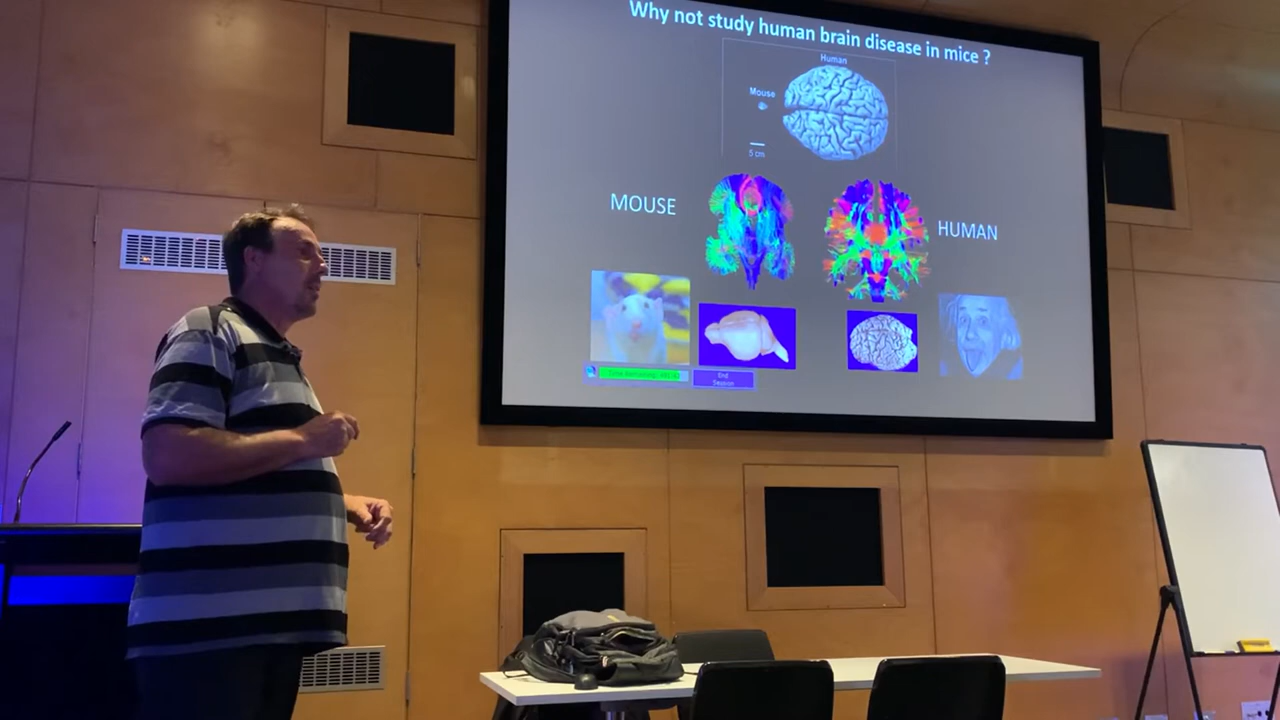 Why not study human brain disease in mice ?
Human
Mouse
5 cm
MOUSE
HUMAN
End
Session